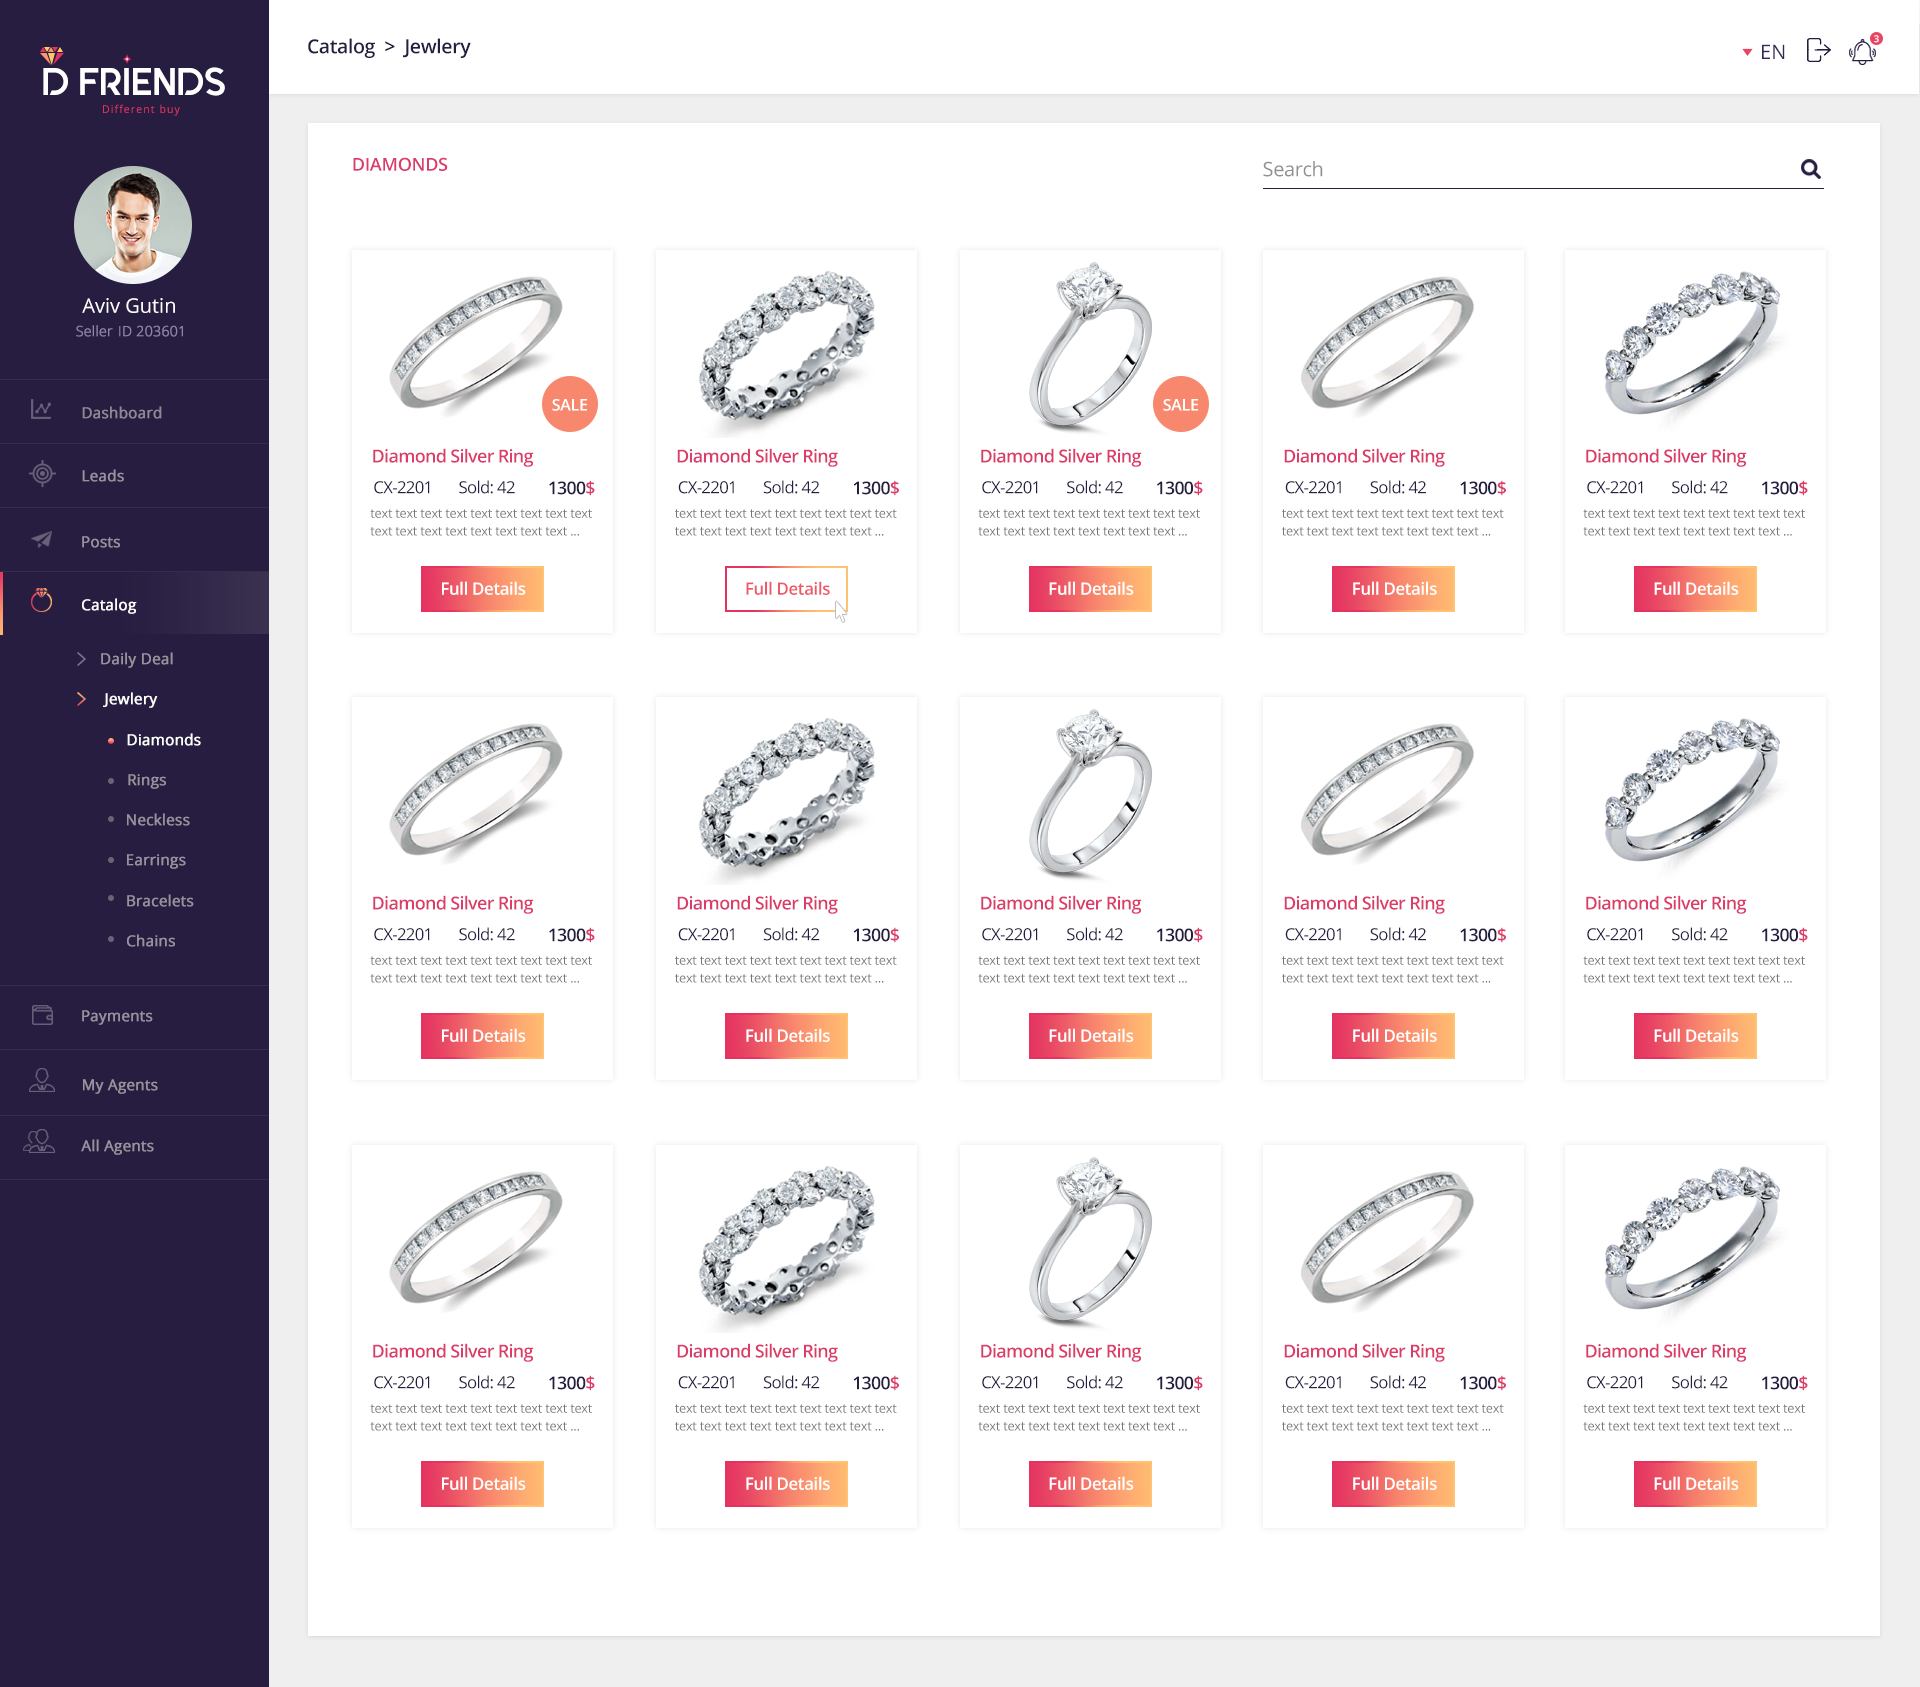 D FRIENDS
Different buy
Aviv Gutin
Seller ID 203601
Dashboard
Leads
Posts
Catalog
Daily Deal
Jewlery
Diamonds
Rings
Neckless
Earrings
Bracelets
Chains
Payments
My Agents
All Agents
Catalog > Jewlery
EN
3
DIAMONDS
Search
SALE
SALE
Diamond Silver Ring Diamond Silver Ring Diamond Silver Ring Diamond Silver Ring Diamond Silver Ring
CX-2201 Sold: 42 1300$ CX-2201 Sold: 42 1300$ CX-2201 Sold: 42 1300$ CX-2201 Sold: 42 1300$ CX-2201 Sold: 42 1300$
text text text text text text text text text text text text text text text text text text text text text text text text text text text text text text text text text text text text text text text text text text text text text
text text text text text text text text ... text text text text text text text text ... text text text text text text text text ... text text text text text text text text ... text text text text text text text text ...
Full Details Full Details Full Details Full Details Full Details
Diamond Silver Ring Diamond Silver Ring Diamond Silver Ring Diamond Silver Ring Diamond Silver Ring
CX-2201 Sold: 42 1300$ CX-2201 Sold: 42 1300$ CX-2201 Sold: 42 1300$ CX-2201 Sold: 42 1300$ CX-2201 Sold: 42 1300$
text text text text text text text text text text text text text text text text text text text text text text text text text text text text text text text text text text text text text text text text text text text text text
text text text text text text text text ... text text text text text text text text ... text text text text text text text text ... text text text text text text text text ... text text text text text text text text ...
Full Details Full Details Full Details Full Details Full Details
Diamond Silver Ring Diamond Silver Ring Diamond Silver Ring Diamond Silver Ring Diamond Silver Ring
CX-2201 Sold: 42 1300$ CX-2201 Sold: 42 1300$ CX-2201 Sold: 42 1300$ CX-2201 Sold: 42 1300$ CX-2201 Sold: 42 1300$
text text text text text text text text text text text text text text text text text text text text text text text text text text text text text text text text text text text text text text text text text text text text text
text text text text text text text text ... text text text text text text text text ... text text text text text text text text ... text text text text text text text text ... text text text text text text text text ...
Full Details Full Details Full Details Full Details Full Details